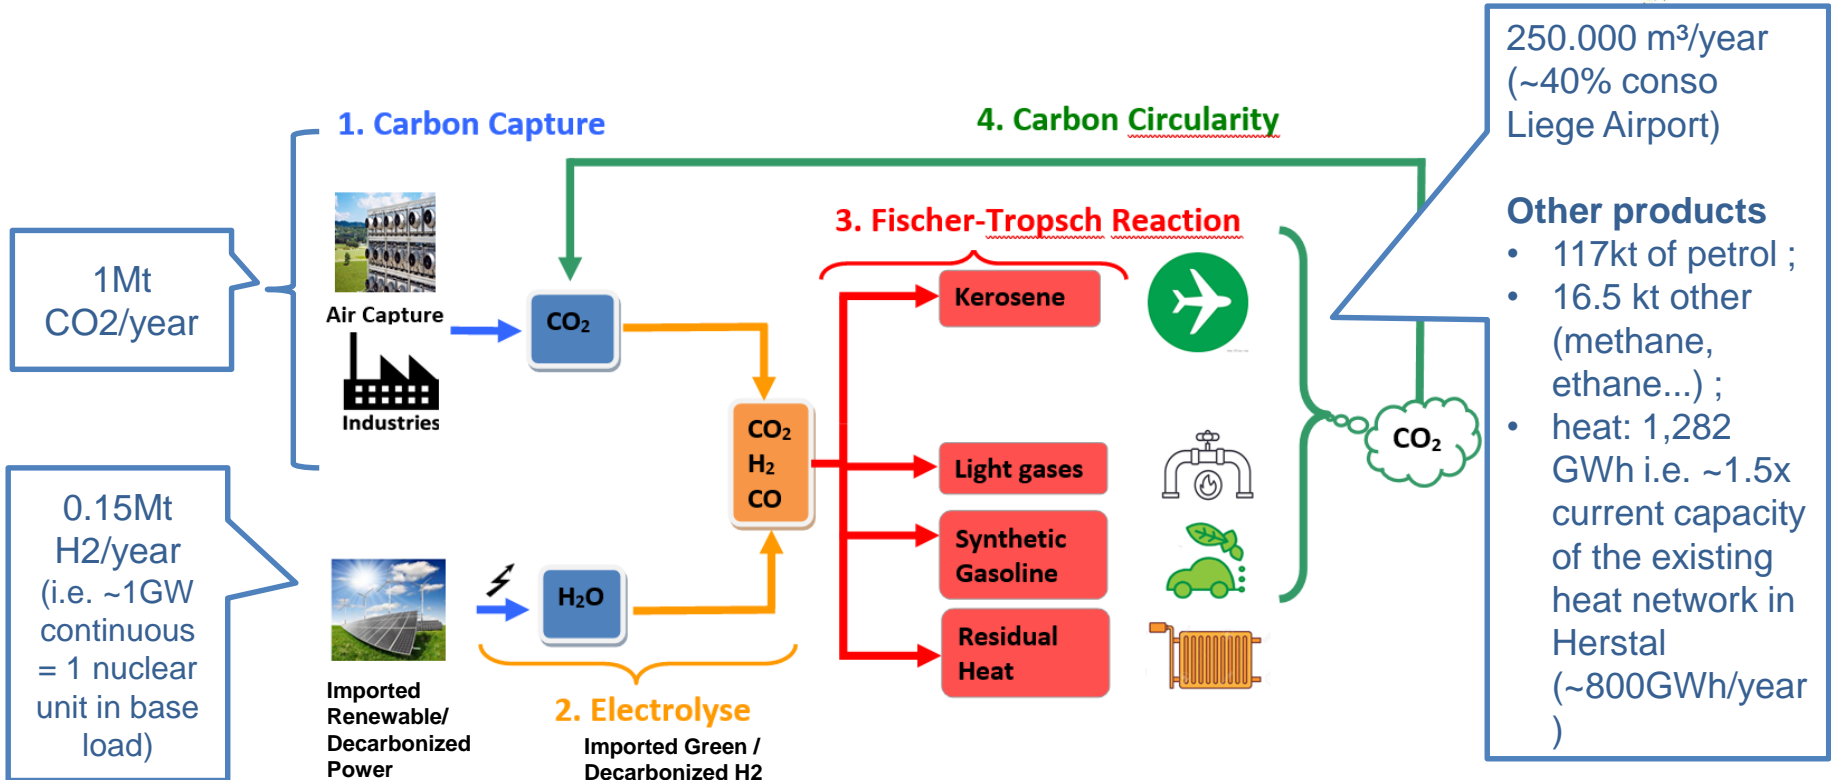 1. Carbon Capture
4. Carbon Circularity
250.000 m³/year
(~40% conso
Liege Airport)
Other products
• 117kt of petrol ;
• 16.5 kt other
(methane,
ethane...) ;
• heat: 1,282
GWh i.e. ~1.5x
current capacity
of the existing
heat network in
Herstal
(~800GWh/year
)
1Mt
CO2/year
Air Capture
Industries
CO₂
3. Fischer-Tropsch Reaction
Kerosene
Light gases
Synthetic
Gasoline
Residual
Heat
CO₂
CO₂
H₂
CO
0.15Mt
H2/year
(i.e. ~1GW
continuous
= 1 nuclear
unit in base
load)
H₂O
Imported
Renewable/
Decarbonized
Power
2. Electrolyse
Imported Green /
Decarbonized H2